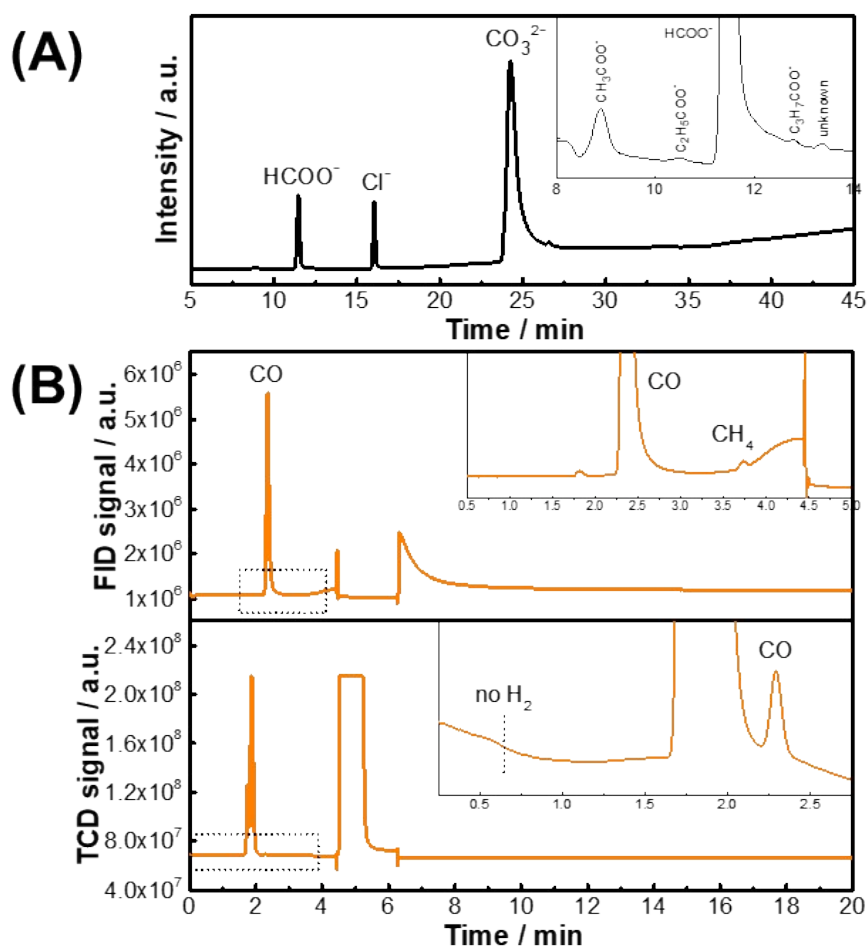 (A)
Intensity / a.u.
HCOO⁻
Cl⁻
CO₃²⁻
CH₃COO⁻
C₂H₅COO⁻
HCOO⁻
C₃H₇COO⁻
unknown
8 10 12 14
5 10 15 20 25 30 35 40 45
Time / min
(B)
FID signal / a.u.
6x10⁶
5x10⁶
4x10⁶
3x10⁶
2x10⁶
1x10⁶
CO
CO
CH₄
0.5 1.0 1.5 2.0 2.5 3.0 3.5 4.0 4.5 5.0
TCD signal / a.u.
2.4x10⁸
2.0x10⁸
1.6x10⁸
1.2x10⁸
8.0x10⁷
4.0x10⁷
no H₂
CO
0.5 1.0 1.5 2.0 2.5
0 2 4 6 8 10 12 14 16 18 20
Time / min